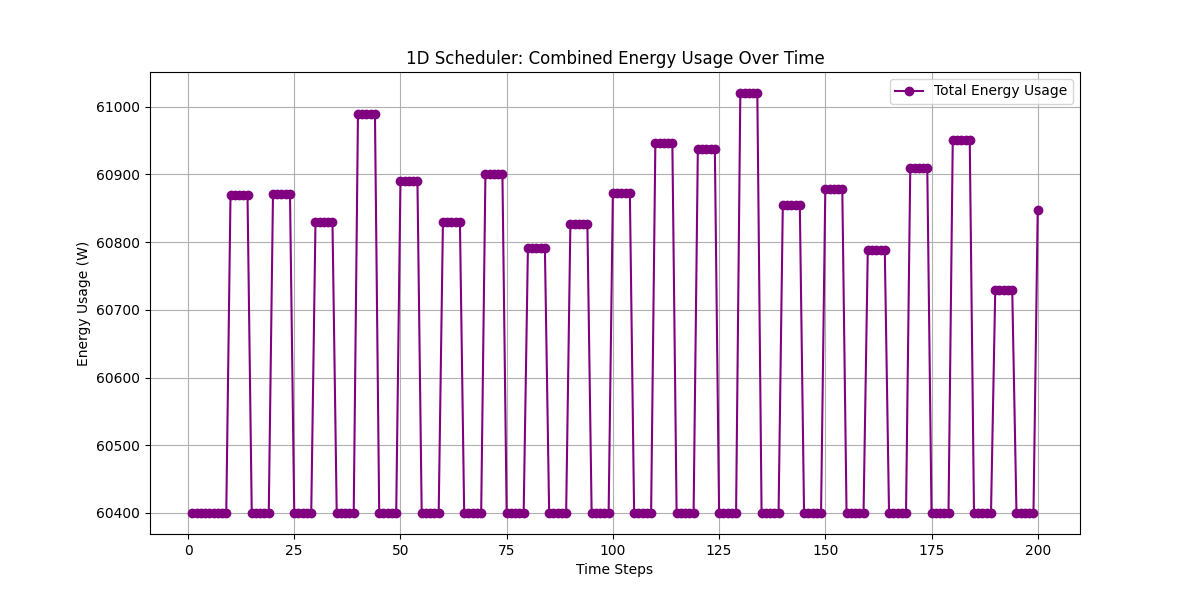 1D Scheduler: Combined Energy Usage Over Time
Total Energy Usage
Energy Usage (W)
61000
60900
60800
60700
60600
60500
60400
0 25 50 75 100 125 150 175 200
Time Steps